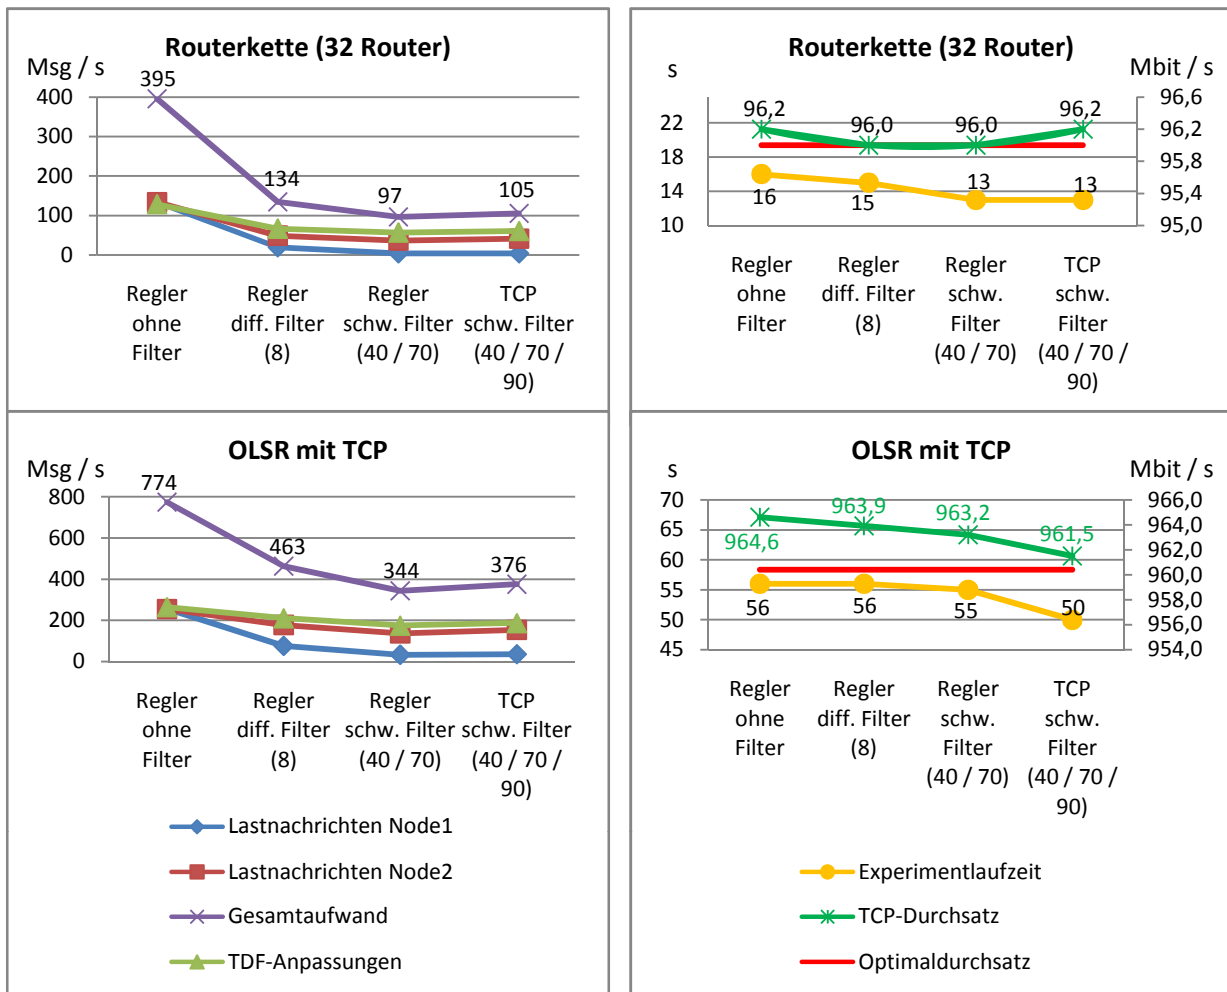 Routerkette (32 Router)
Msg / s
395
400
300
200
100
0
134
97
105
Regler ohne Filter
Regler diff. Filter (8)
Regler schw. Filter (40 / 70)
TCP schw. Filter (40 / 70 / 90)
Routerkette (32 Router)
s
Mbit / s
22
18
14
10
96,6
96,2
95,8
95,4
95,0
96,2
96,0
96,0
96,2
16
15
13
13
Regler ohne Filter
Regler diff. Filter (8)
Regler schw. Filter (40 / 70)
TCP schw. Filter (40 / 70 / 90)
OLSR mit TCP
Msg / s
774
800
600
400
200
0
463
344
376
Regler ohne Filter
Regler diff. Filter (8)
Regler schw. Filter (40 / 70)
TCP schw. Filter (40 / 70 / 90)
Lastnachrichten Node1
Lastnachrichten Node2
Gesamtaufwand
TDF-Anpassungen
OLSR mit TCP
s
Mbit / s
70
65
60
55
50
45
966,0
964,0
962,0
960,0
958,0
956,0
954,0
964,6
963,9
963,2
961,5
56
56
55
50
Regler ohne Filter
Regler diff. Filter (8)
Regler schw. Filter (40 / 70)
TCP schw. Filter (40 / 70 / 90)
Experimentlaufzeit
TCP-Durchsatz
Optimaldurchsatz